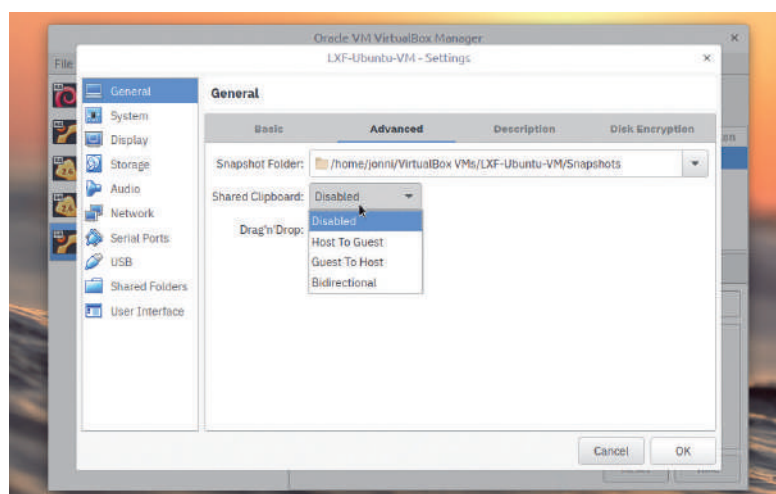 Oracle VM VirtualBox Manager
LXF-Ubuntu-VM - Settings
File
General
System
Display
Storage
Audio
Network
Serial Ports
USB
Shared Folders
User Interface
General
Basic Advanced Description Disk Encryption
Snapshot Folder: /home/jonni/VirtualBox VMs/LXF-Ubuntu-VM/Snapshots
Shared Clipboard: Disabled
Drag'n'Drop:
Disabled
Host To Guest
Guest To Host
Bidirectional
Cancel OK